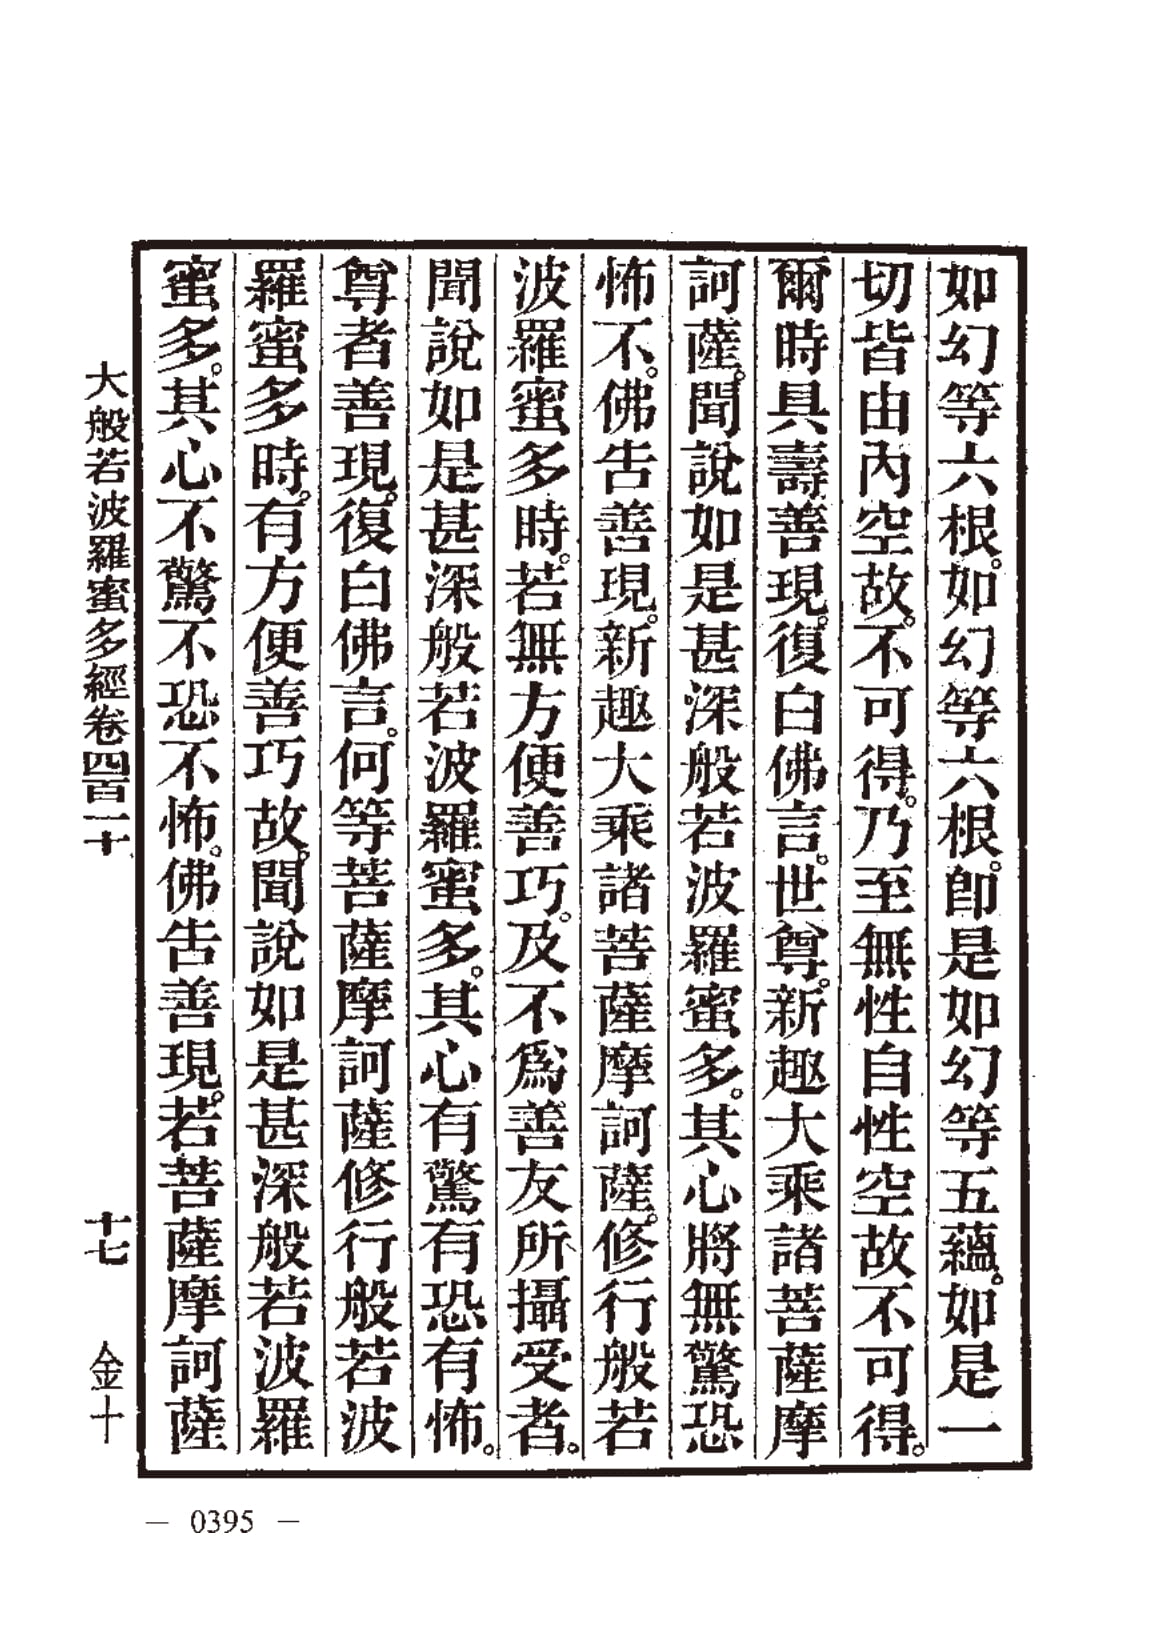 如幻等六根。如幻等六根。卽是如幻等五蘊。如是一
切皆由內空故。不可得。乃至無性自性空故不可得。
爾時具壽善現。復白佛言。世尊。新趣大乘諸菩薩摩
訶薩。聞說如是甚深般若波羅蜜多。其心將無驚恐
怖不。佛告善現。新趣大乘諸菩薩摩訶薩。修行般若
波羅蜜多時。若無方便善巧。及不爲善友所攝受者。
聞說如是甚深般若波羅蜜多。其心有驚有恐有怖。
尊者善現。復白佛言。何等菩薩摩訶薩修行般若波
羅蜜多時。有方便善巧故。聞說如是甚深般若波羅
蜜多。其心不驚不恐不怖。佛告善現。若菩薩摩訶薩
大般若波羅蜜多經卷四百一十 十七 金十
— 0395 —